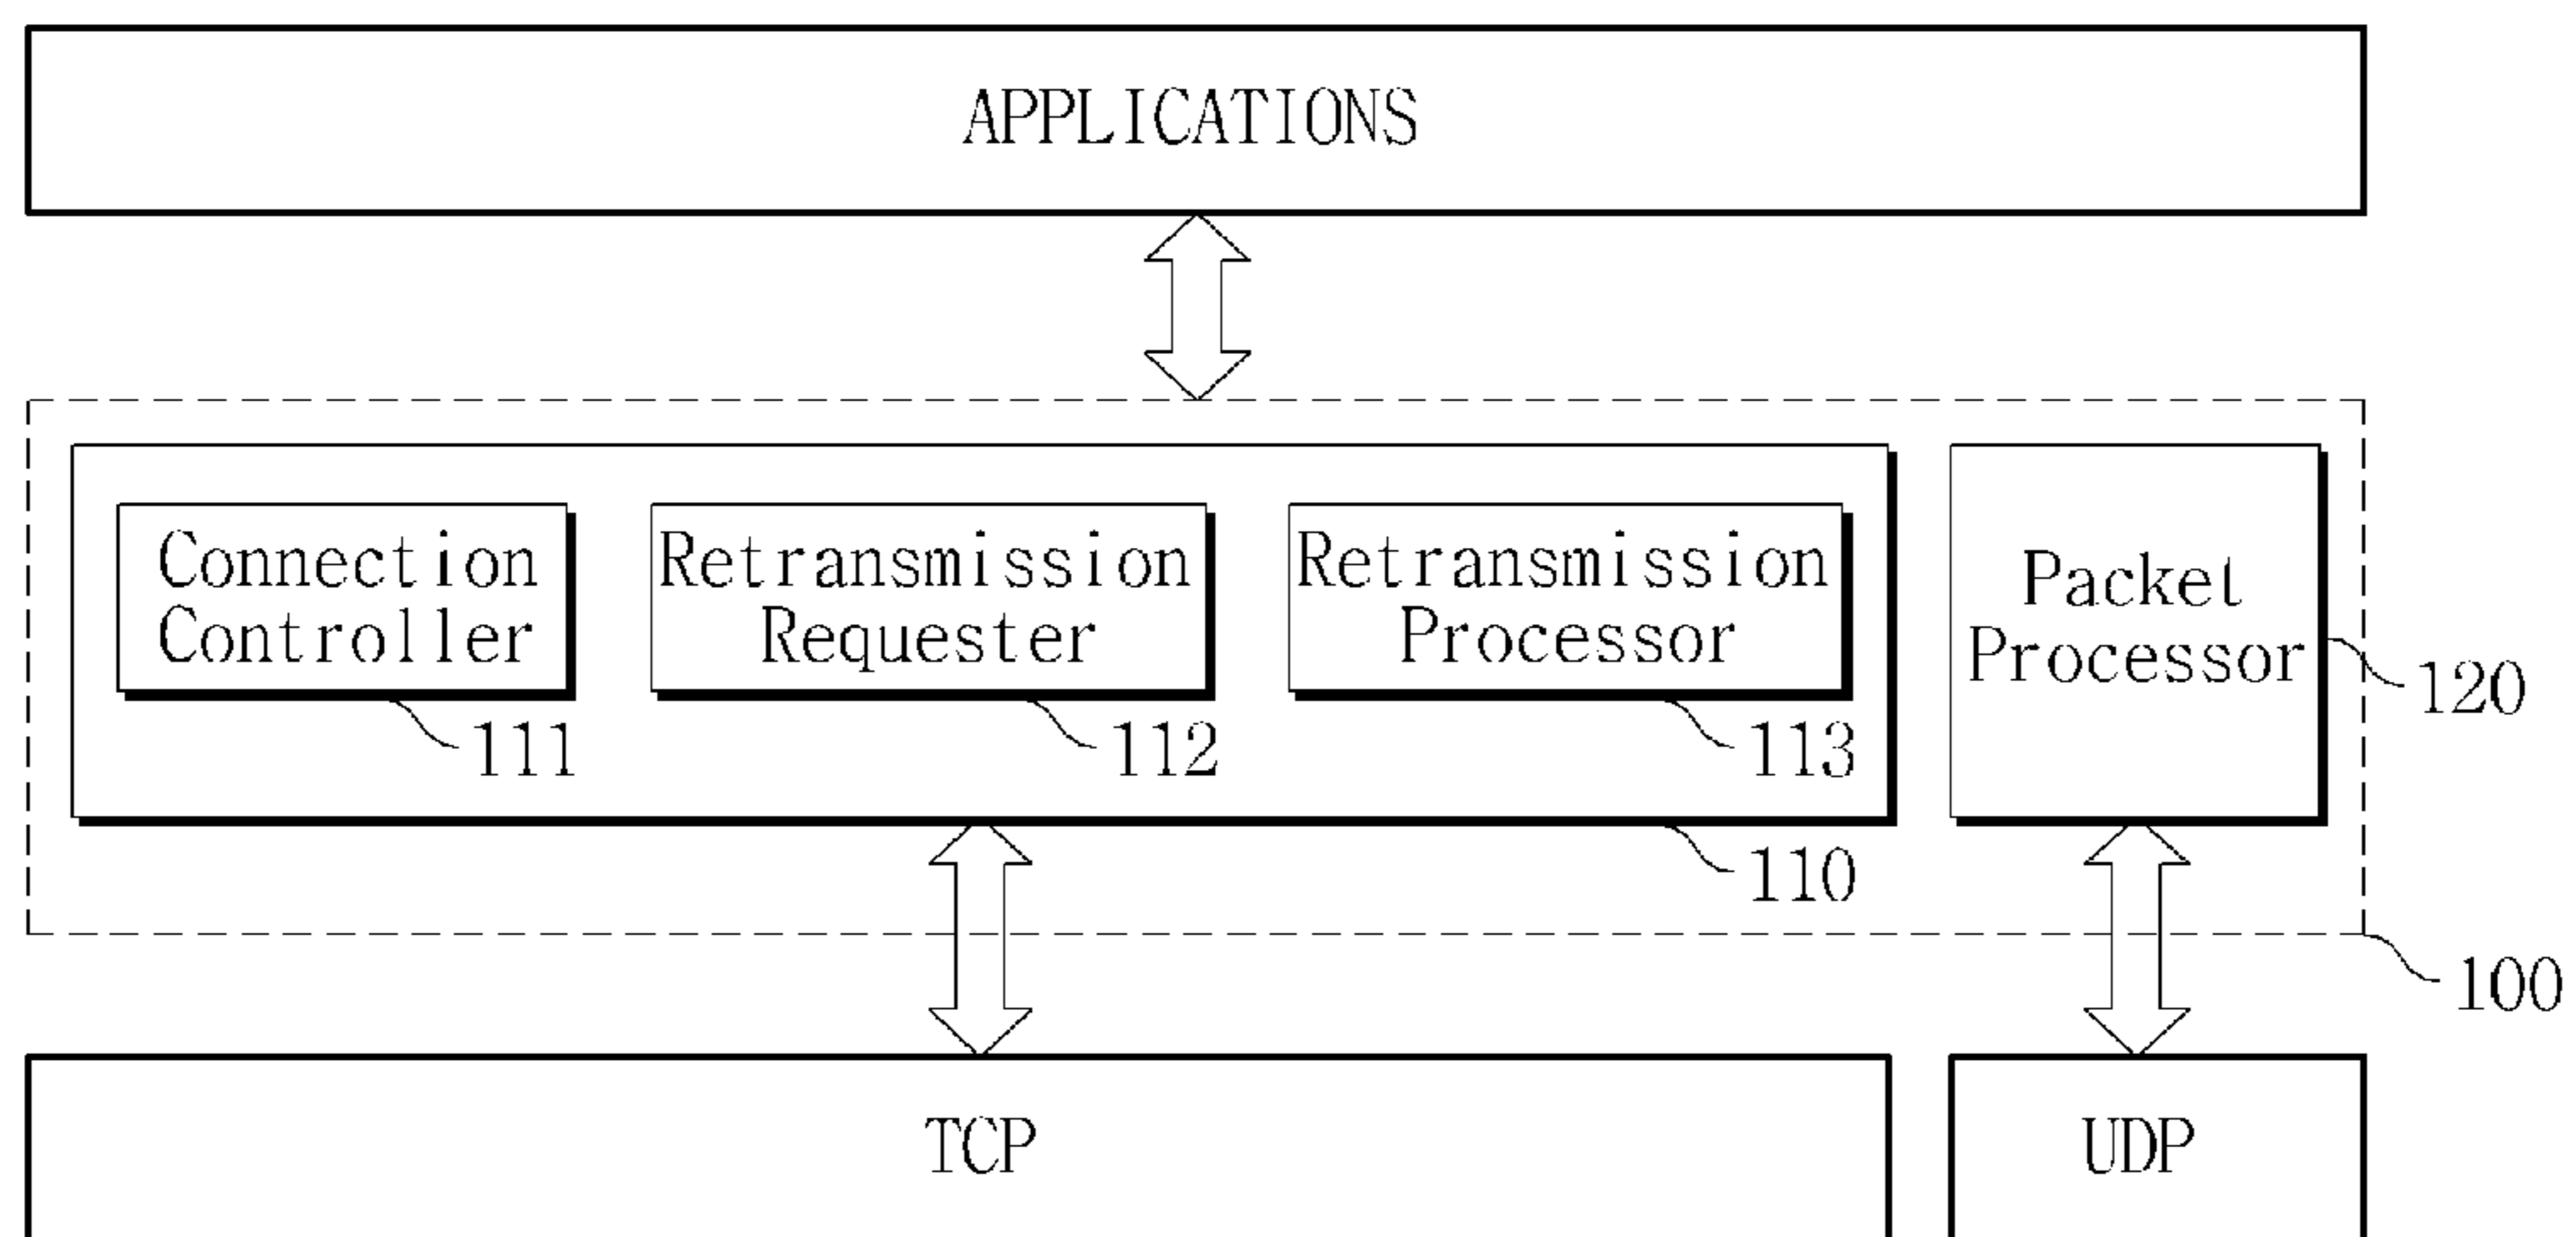 APPLICATIONS
Connection
Controller
Retransmission
Requester
Retransmission
Processor
Packet
Processor
111
112
113
120
110
100
TCP
UDP